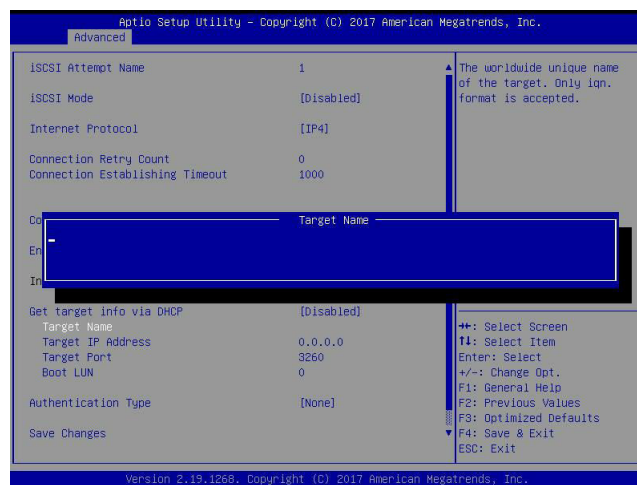 Aptio Setup Utility – Copyright (C) 2017 American Megatrends, Inc.
Advanced
iSCSI Attempt Name 1
iSCSI Mode [Disabled]
Internet Protocol [IP4]
Connection Retry Count 0
Connection Establishing Timeout 1000
Co
Target Name
En
In
Get target info via DHCP [Disabled]
Target Name
Target IP Address 0.0.0.0
Target Port 3260
Boot LUN 0
Authentication Type [None]
Save Changes
The worldwide unique name
of the target. Only iqn.
format is accepted.
→←: Select Screen
↑↓: Select Item
Enter: Select
+/-: Change Opt.
F1: General Help
F2: Previous Values
F3: Optimized Defaults
F4: Save & Exit
ESC: Exit
Version 2.19.1268. Copyright (C) 2017 American Megatrends, Inc.